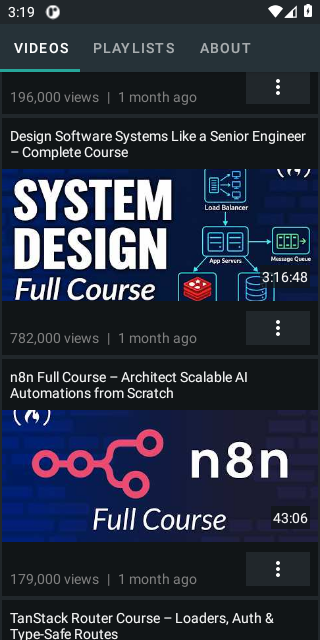 3:19
VIDEOS PLAYLISTS ABOUT
196,000 views | 1 month ago
Design Software Systems Like a Senior Engineer
– Complete Course
SYSTEM
DESIGN
Full Course
Load Balancer
App Servers
Message Queue
3:16:48
782,000 views | 1 month ago
n8n Full Course – Architect Scalable AI
Automations from Scratch
n8n
Full Course
43:06
179,000 views | 1 month ago
TanStack Router Course – Loaders, Auth &
Type-Safe Routes